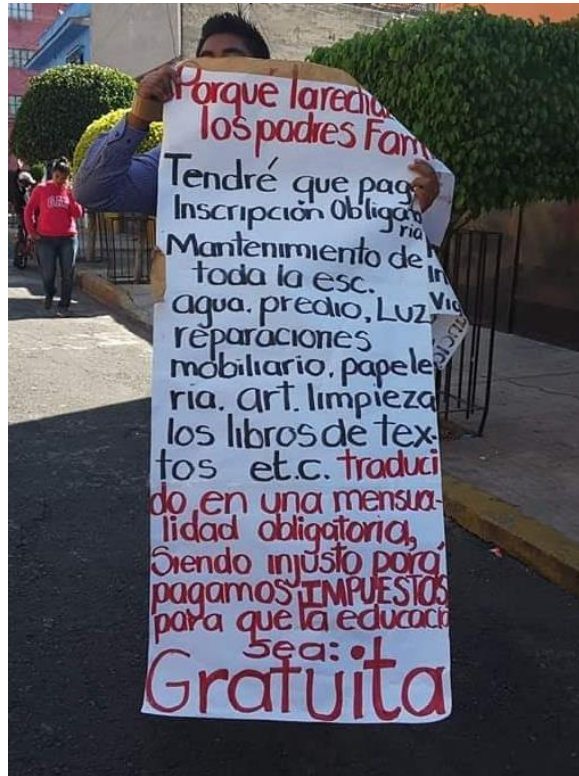 Porqué la recha
los padres Fam
Tendré que pag
Inscripción Obligato
ria
Mantenimiento de
toda la esc.
agua. predio, Luz,
reparaciones
mobiliario. papele
ria. art. limpieza
los libros de tex-
tos et.c. traduci
do en una mensua-
lidad obligatoria,
Siendo injusto porq'
pagamos IMPUESTOS
para que la educació
sea:
Gratuita